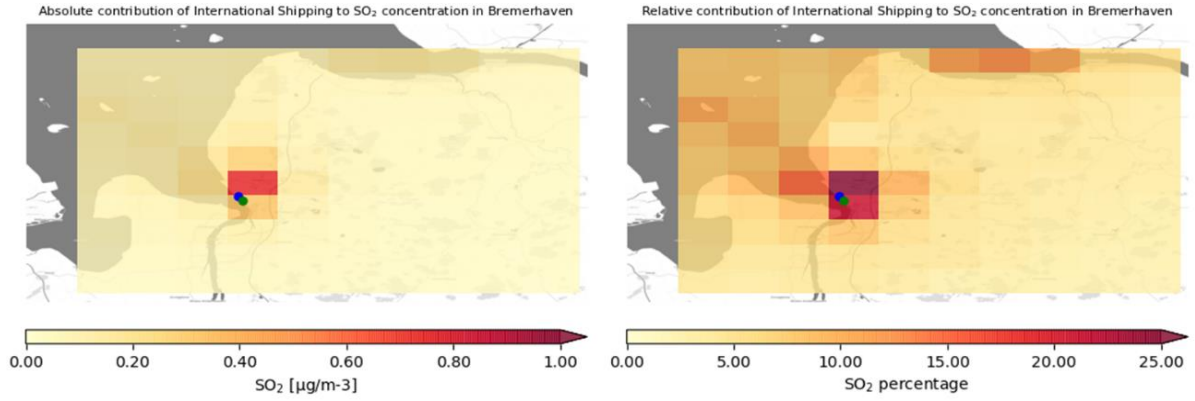 Absolute contribution of International Shipping to SO₂ concentration in Bremerhaven
Relative contribution of International Shipping to SO₂ concentration in Bremerhaven
0.00 0.20 0.40 0.60 0.80 1.00
SO₂ [µg/m-3]
0.00 5.00 10.00 15.00 20.00 25.00
SO₂ percentage